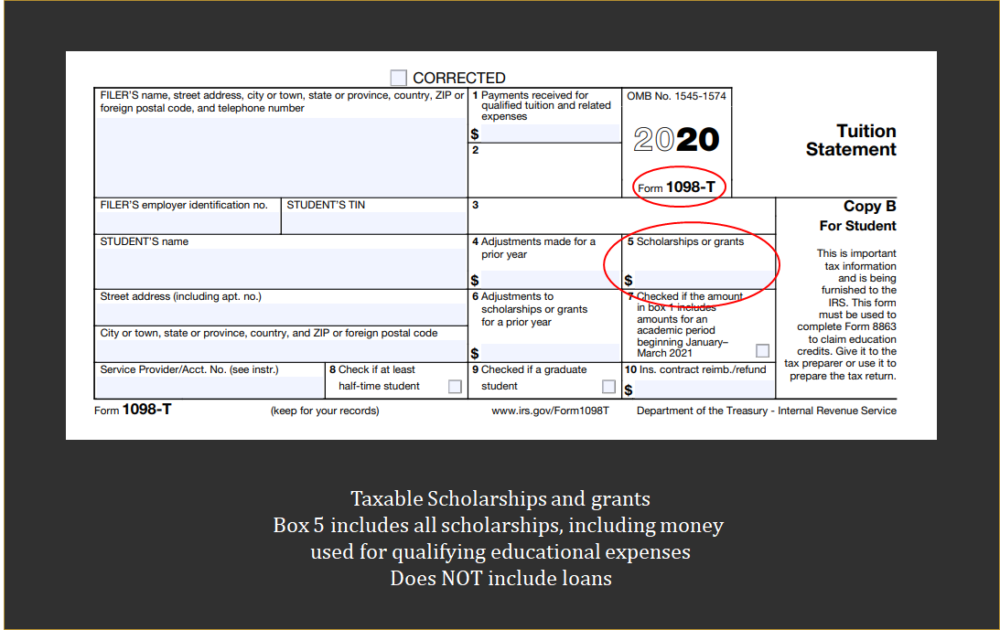 CORRECTED
FILER'S name, street address, city or town, state or province, country, ZIP or
foreign postal code, and telephone number
1 Payments received for
qualified tuition and related
expenses
$
2
OMB No. 1545-1574
2020
Form 1098-T
Tuition
Statement
FILER'S employer identification no.
STUDENT'S TIN
3
Copy B
For Student
This is important
tax information
and is being
furnished to the
IRS. This form
must be used to
complete Form 8863
to claim education
credits. Give it to the
tax preparer or use it to
prepare the tax return.
STUDENT'S name
4 Adjustments made for a
prior year
$
5 Scholarships or grants
$
Street address (including apt. no.)
6 Adjustments to
scholarships or grants
for a prior year
$
7 Checked if the amount
in box 1 includes
amounts for an
academic period
beginning January–
March 2021
City or town, state or province, country, and ZIP or foreign postal code
Service Provider/Acct. No. (see instr.)
8 Check if at least
half-time student
9 Checked if a graduate
student
10 Ins. contract reimb./refund
$
Form 1098-T
(keep for your records)
www.irs.gov/Form1098T
Department of the Treasury - Internal Revenue Service
Taxable Scholarships and grants
Box 5 includes all scholarships, including money
used for qualifying educational expenses
Does NOT include loans